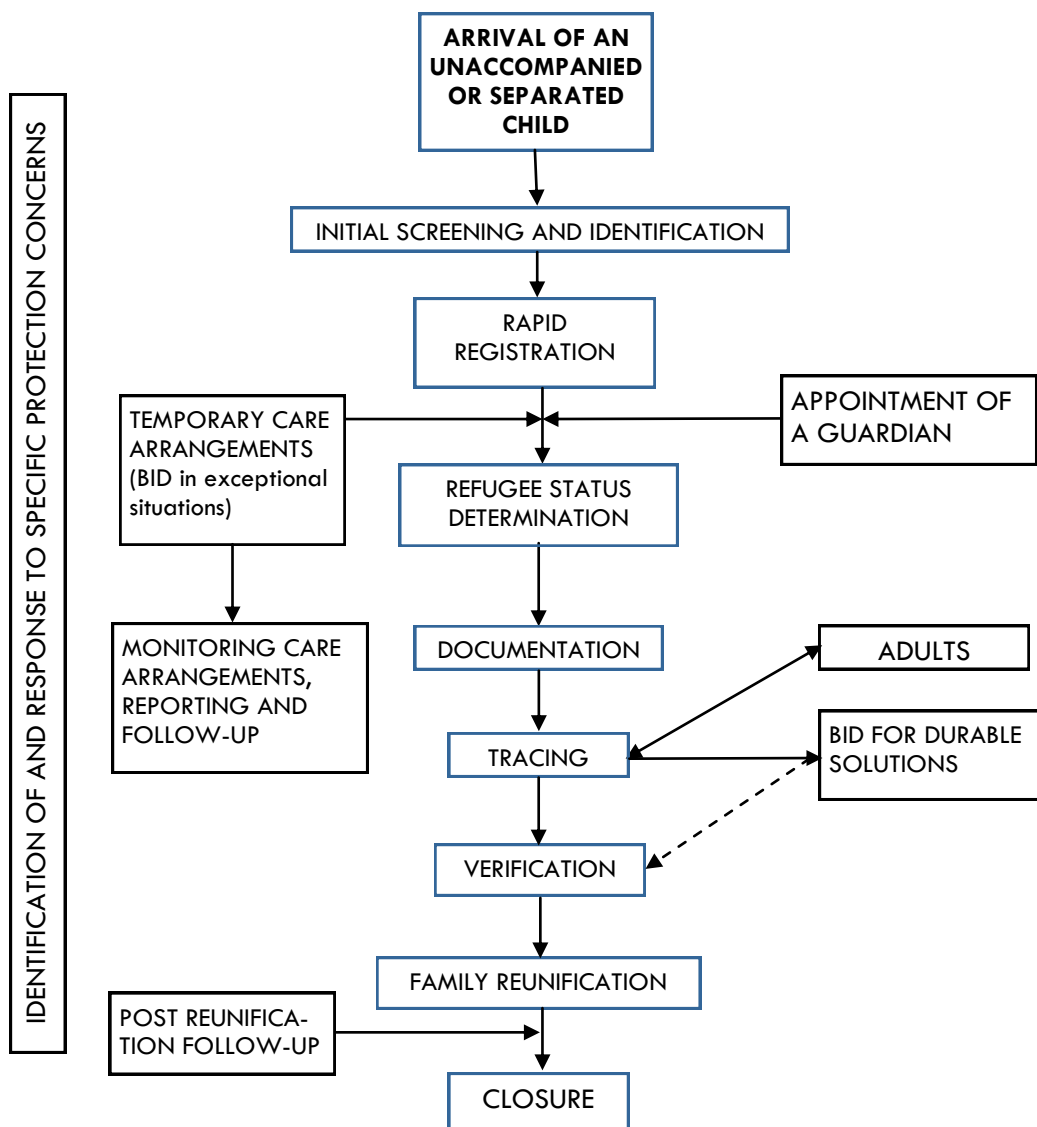 IDENTIFICATION OF AND RESPONSE TO SPECIFIC PROTECTION CONCERNS
ARRIVAL OF AN
UNACCOMPANIED
OR SEPARATED
CHILD
INITIAL SCREENING AND IDENTIFICATION
RAPID
REGISTRATION
TEMPORARY CARE
ARRANGEMENTS
(BID in exceptional
situations)
APPOINTMENT OF
A GUARDIAN
REFUGEE STATUS
DETERMINATION
MONITORING CARE
ARRANGEMENTS,
REPORTING AND
FOLLOW-UP
DOCUMENTATION
ADULTS
TRACING
BID FOR DURABLE
SOLUTIONS
VERIFICATION
FAMILY REUNIFICATION
POST REUNIFICA-
TION FOLLOW-UP
CLOSURE